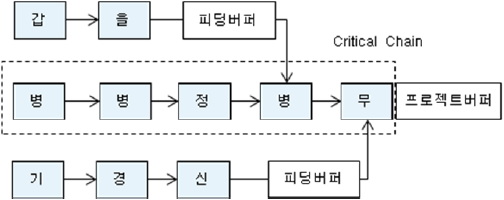 갑 을 피딩버퍼
Critical Chain
병 병 정 병 무 프로젝트버퍼
기 경 신 피딩버퍼